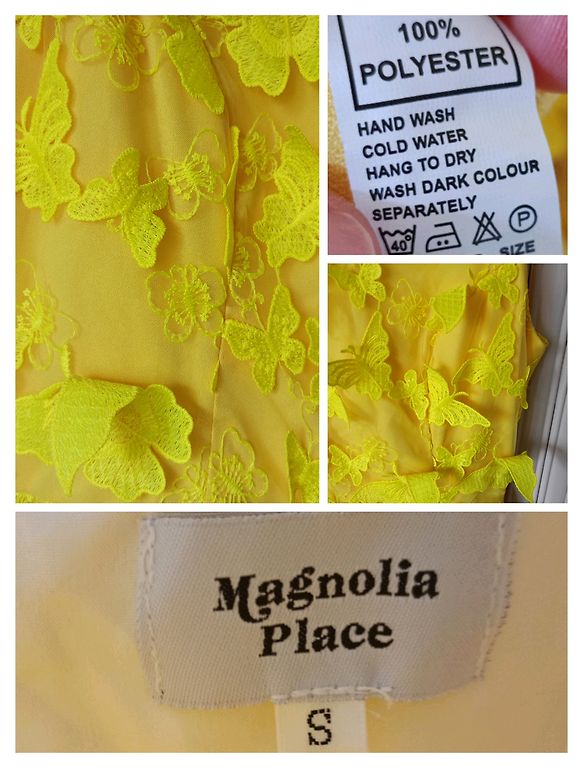 100%
POLYESTER
HAND WASH
COLD WATER
HANG TO DRY
WASH DARK COLOUR
SEPARATELY
40° P
SIZE
Magnolia
Place
S